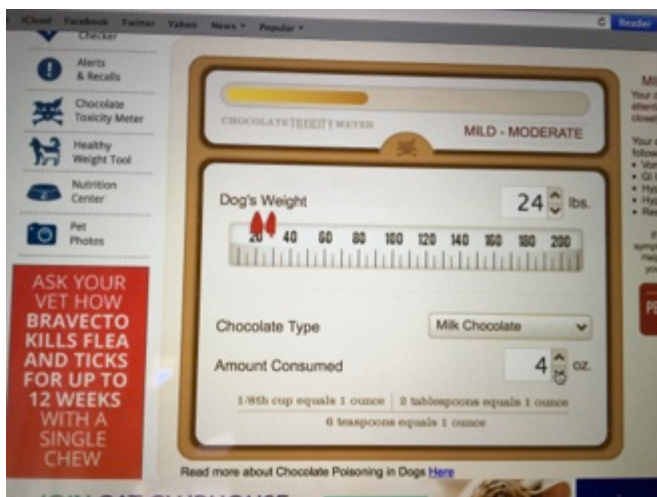 iCloud Facebook Twitter Yahoo News Popular
Reader
Checker
Alerts
& Recalls
Chocolate
Toxicity Meter
Healthy
Weight Tool
Nutrition
Center
Pet
Photos
ASK YOUR
VET HOW
BRAVECTO
KILLS FLEA
AND TICKS
FOR UP TO
12 WEEKS
WITH A
SINGLE
CHEW
CHOCOLATE TOXICITY METER
MILD - MODERATE
Dog's Weight
24 lbs.
20 40 60 80 100 120 140 160 180 200
Chocolate Type
Milk Chocolate
Amount Consumed
4 oz.
1/8th cup equals 1 ounce
2 tablespoons equals 1 ounce
6 teaspoons equals 1 ounce
Read more about Chocolate Poisoning in Dogs Here